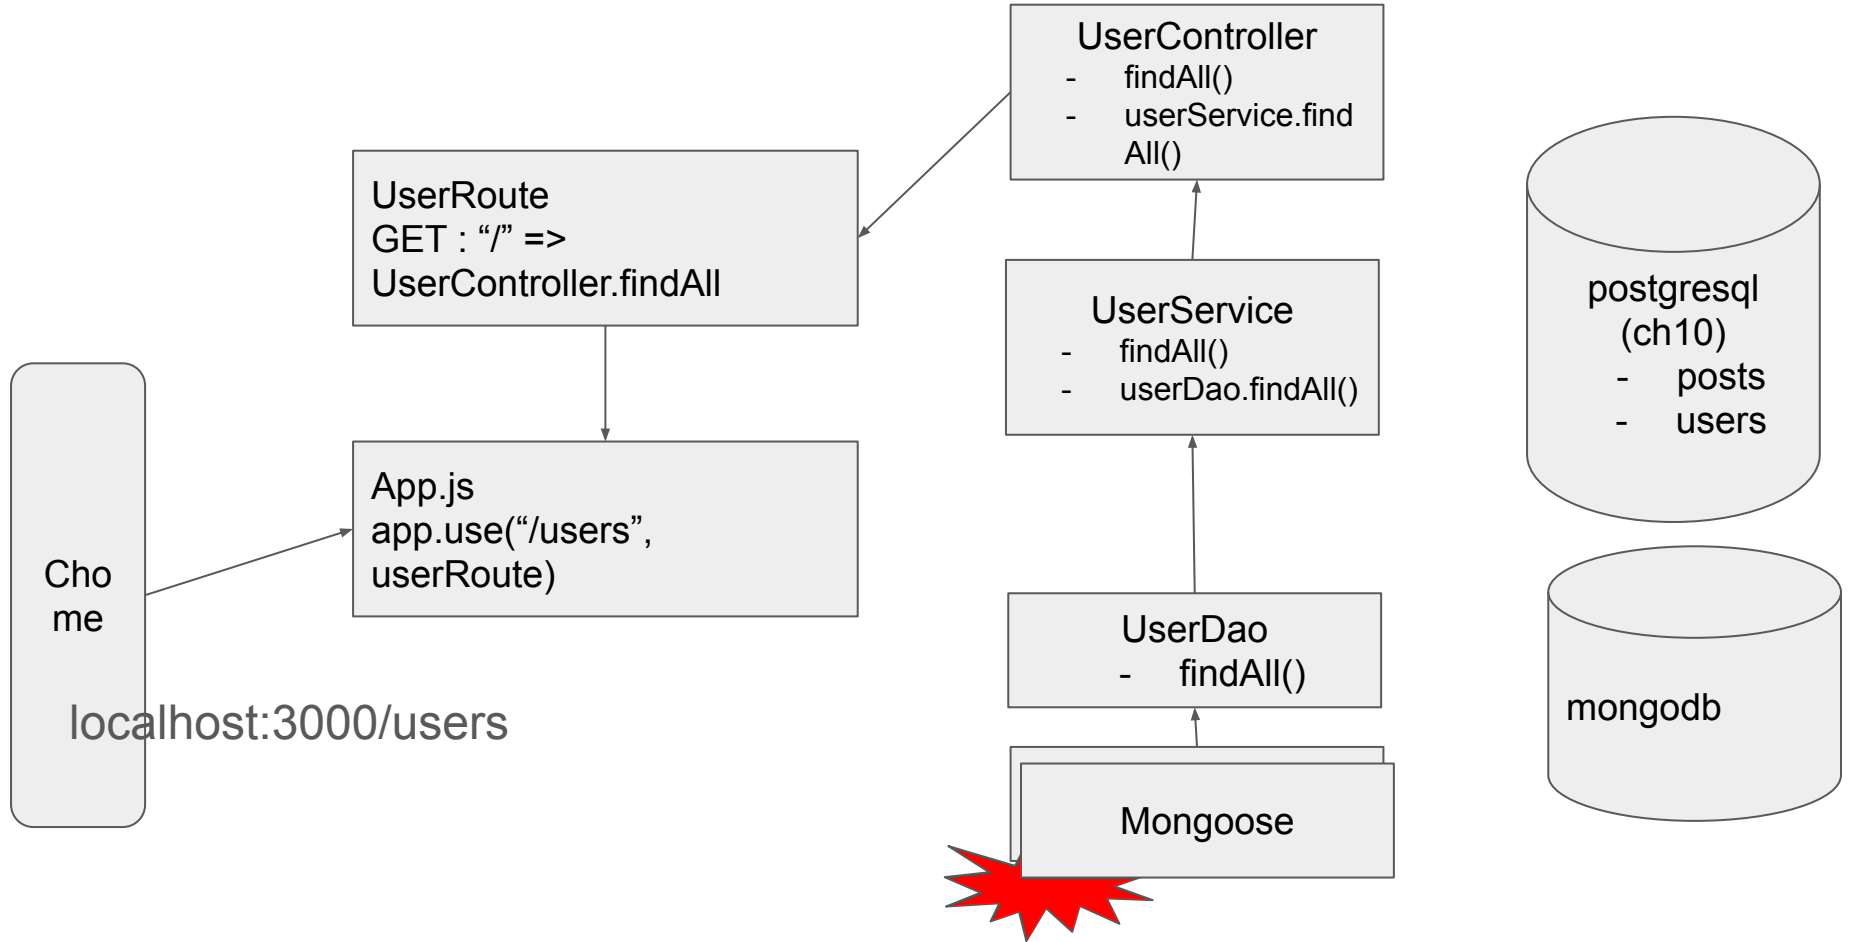 UserController
- findAll()
- userService.find
All()
UserRoute
GET : “/” =>
UserController.findAll
UserService
- findAll()
- userDao.findAll()
postgresql
(ch10)
- posts
- users
App.js
app.use(“/users”,
userRoute)
Cho
me
localhost:3000/users
UserDao
- findAll()
mongodb
Mongoose